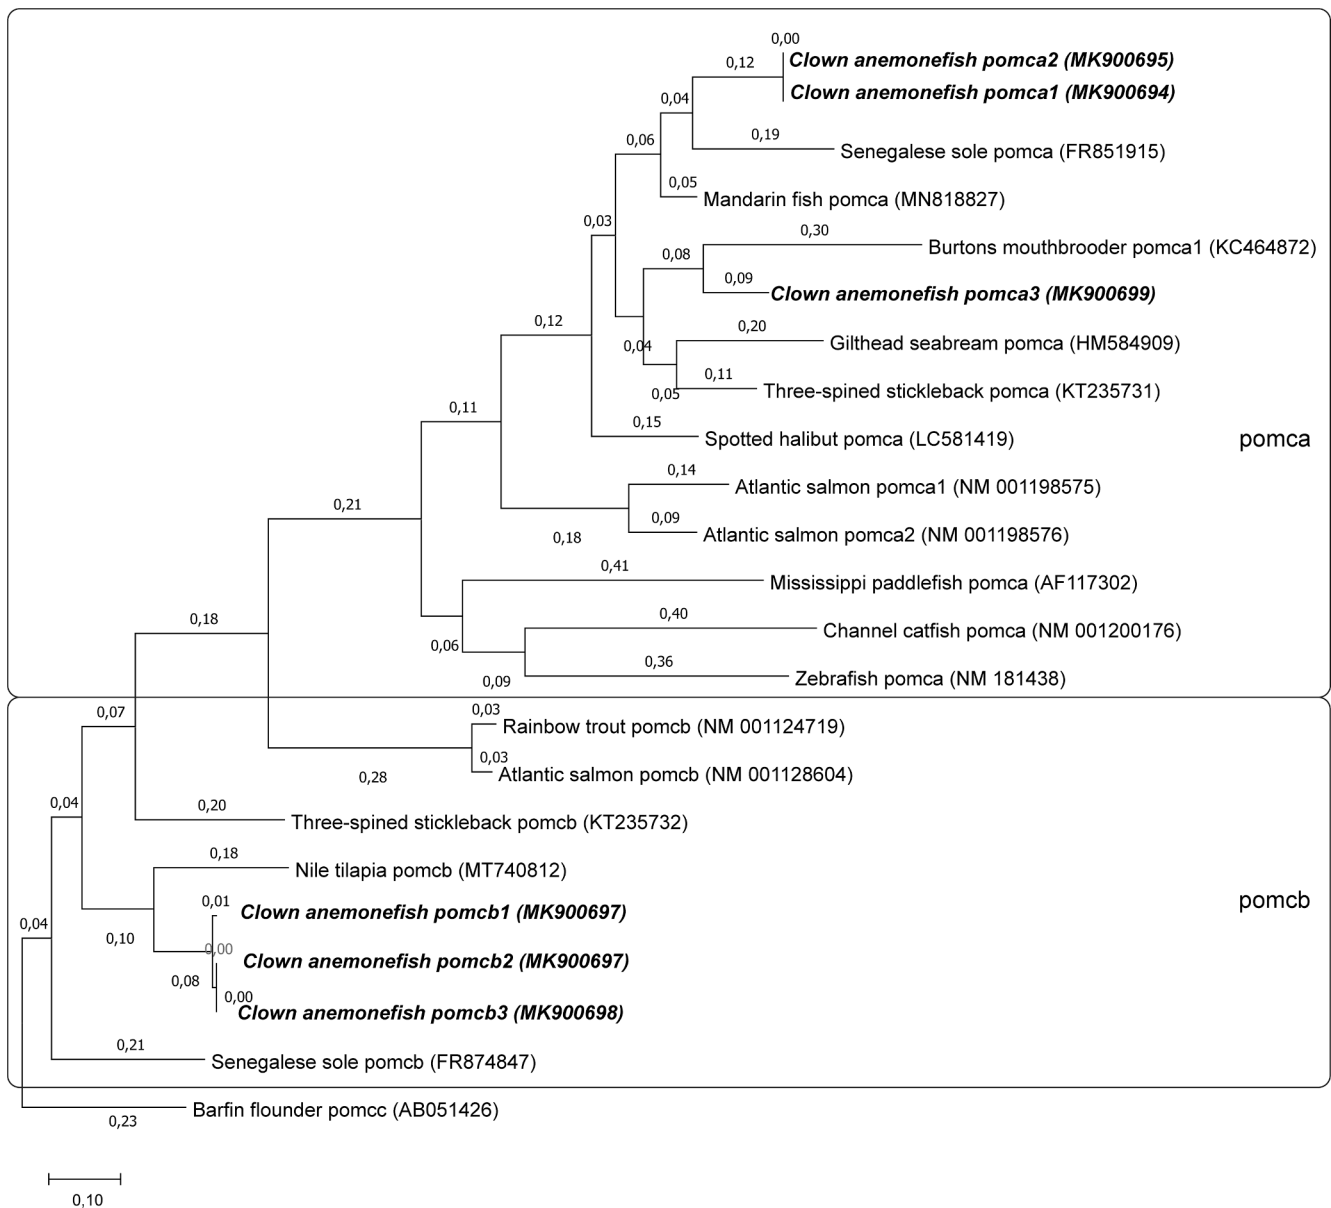 0,00
Clown anemonefish pomca2 (MK900695)
0,12
Clown anemonefish pomca1 (MK900694)
0,04
0,19
Senegalese sole pomca (FR851915)
0,06
0,05
Mandarin fish pomca (MN818827)
0,03
0,30
Burtons mouthbrooder pomca1 (KC464872)
0,08
0,09
Clown anemonefish pomca3 (MK900699)
0,12
0,20
Gilthead seabream pomca (HM584909)
0,04
0,11
Three-spined stickleback pomca (KT235731)
0,05
0,15
Spotted halibut pomca (LC581419)
pomca
0,11
0,14
Atlantic salmon pomca1 (NM 001198575)
0,21
0,09
Atlantic salmon pomca2 (NM 001198576)
0,18
0,41
Mississippi paddlefish pomca (AF117302)
0,18
0,40
Channel catfish pomca (NM 001200176)
0,06
0,36
Zebrafish pomca (NM 181438)
0,09
0,07
0,03
Rainbow trout pomcb (NM 001124719)
0,03
Atlantic salmon pomcb (NM 001128604)
0,28
0,04
0,20
Three-spined stickleback pomcb (KT235732)
0,18
Nile tilapia pomcb (MT740812)
0,01
Clown anemonefish pomcb1 (MK900697)
pomcb
0,04
0,10
0,00
Clown anemonefish pomcb2 (MK900697)
0,08
0,00
Clown anemonefish pomcb3 (MK900698)
0,21
Senegalese sole pomcb (FR874847)
Barfin flounder pomcc (AB051426)
0,23
0,10